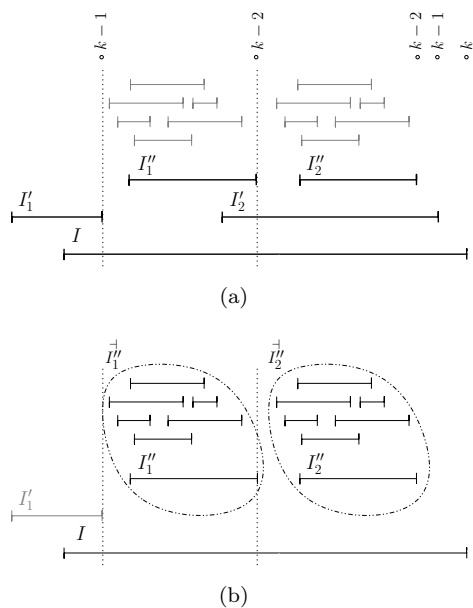 k − 1
k − 2
k − 2
k − 1
k
I″₁
I″₂
I′₁
I′₂
I
(a)
I″₁
I″₂
I″₁
I″₂
I′₁
I
(b)